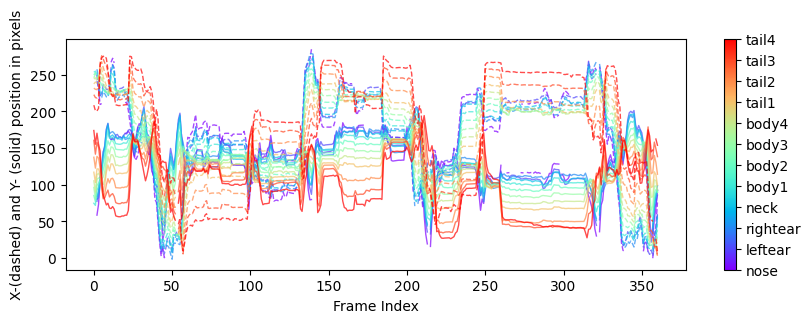 X-(dashed) and Y- (solid) position in pixels
250
200
150
100
50
0
0 50 100 150 200 250 300 350
Frame Index
tail4
tail3
tail2
tail1
body4
body3
body2
body1
neck
rightear
leftear
nose